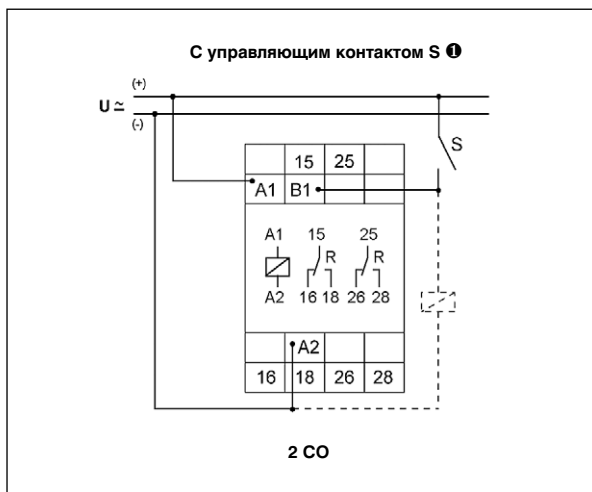 С управляющим контактом S ❶
(+)
U ≃
(-)
S
15 25
A1 B1
A1 15 25
R R
A2 16 18 26 28
A2
16 18 26 28
2 CO